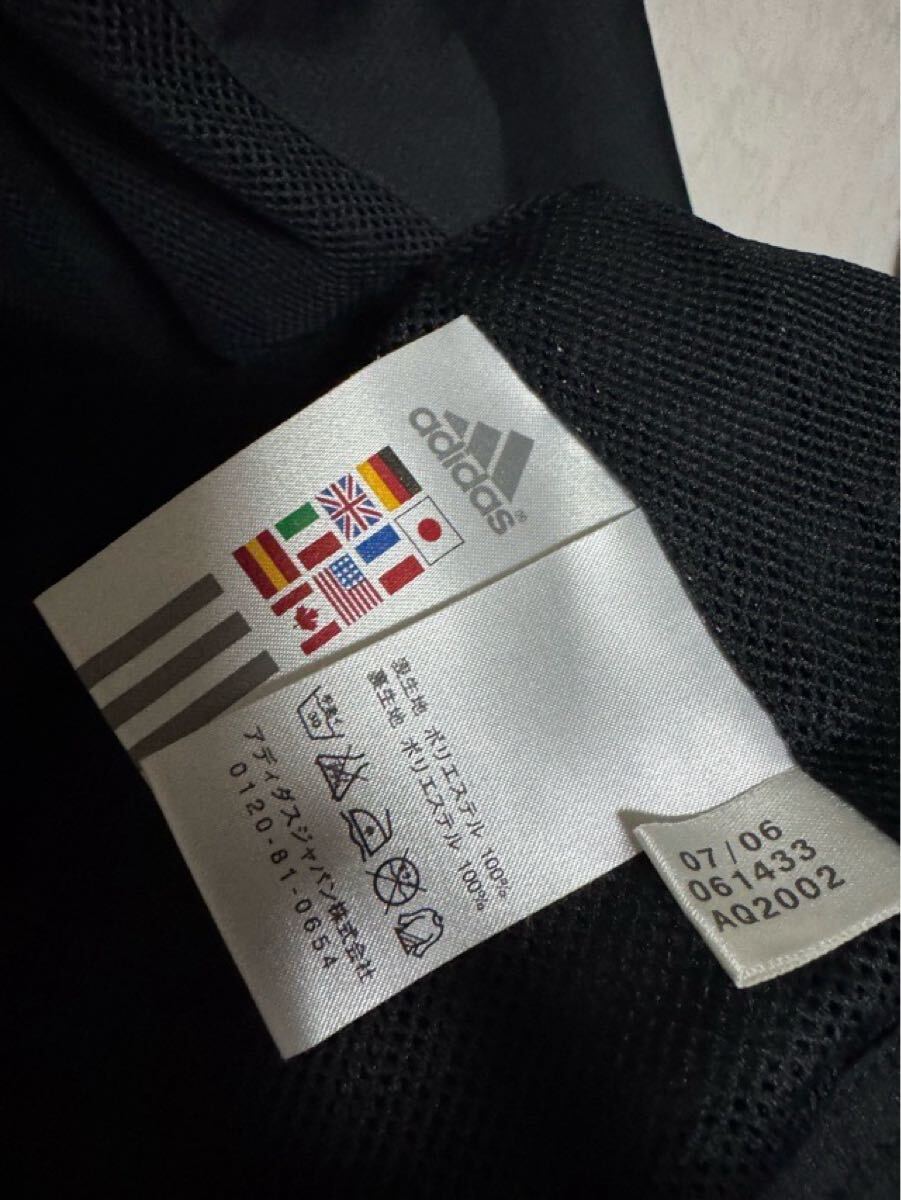 adidas®
表生地 ポリエステル 100%
裏生地 ポリエステル 100%
30
アディダスジャパン株式会社
0120-81-0654
07/06
061433
AQ2002